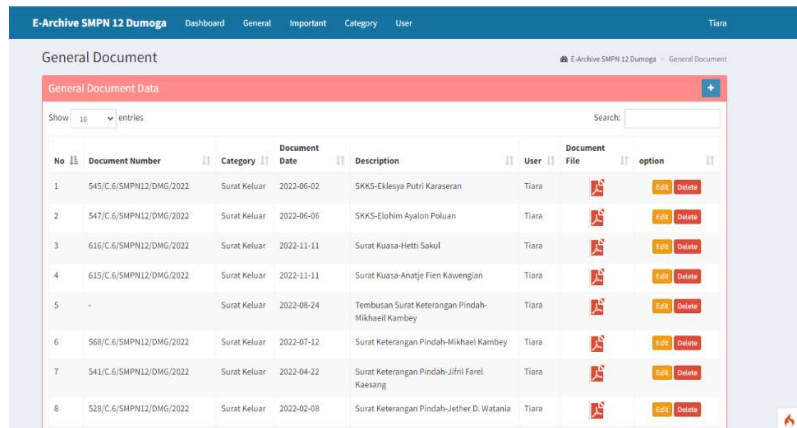 E-Archive SMPN 12 Dumoga Dashboard General Important Category User Tiara
General Document
E-Archive SMPN 12 Dumoga > General Document
General Document Data +
Show 10 entries Search:
No Document Number Category Document Date Description User Document File option
1 545/C.6/SMPN12/DMG/2022 Surat Keluar 2022-06-02 SKKS-Eklesya Putri Karaseran Tiara Edit Delete
2 547/C.6/SMPN12/DMG/2022 Surat Keluar 2022-06-06 SKKS-Elohim Ayalon Poluan Tiara Edit Delete
3 616/C.6/SMPN12/DMG/2022 Surat Keluar 2022-11-11 Surat Kuasa-Hetti Sakul Tiara Edit Delete
4 615/C.6/SMPN12/DMG/2022 Surat Keluar 2022-11-11 Surat Kuasa-Anatje Fien Kawengian Tiara Edit Delete
5 - Surat Keluar 2022-08-24 Tembusan Surat Keterangan Pindah-Mikhaeil Kambey Tiara Edit Delete
6 568/C.6/SMPN12/DMG/2022 Surat Keluar 2022-07-12 Surat Keterangan Pindah-Mikhael Kambey Tiara Edit Delete
7 541/C.6/SMPN12/DMG/2022 Surat Keluar 2022-04-22 Surat Keterangan Pindah-Jifril Farel Kaesang Tiara Edit Delete
8 528/C.6/SMPN12/DMG/2022 Surat Keluar 2022-02-08 Surat Keterangan Pindah-Jether D. Watania Tiara Edit Delete